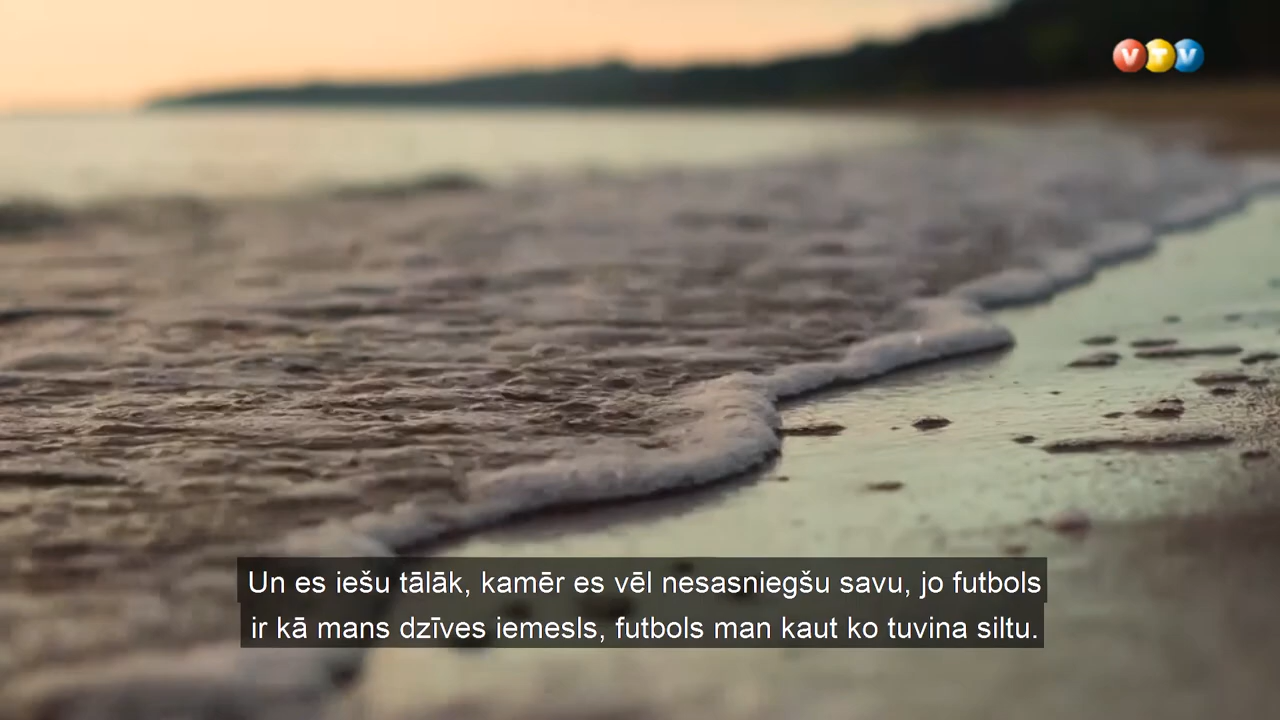 VTV
Un es iešu tālāk, kamēr es vēl nesasniegšu savu, jo futbols
ir kā mans dzīves iemesls, futbols man kaut ko tuvina siltu.